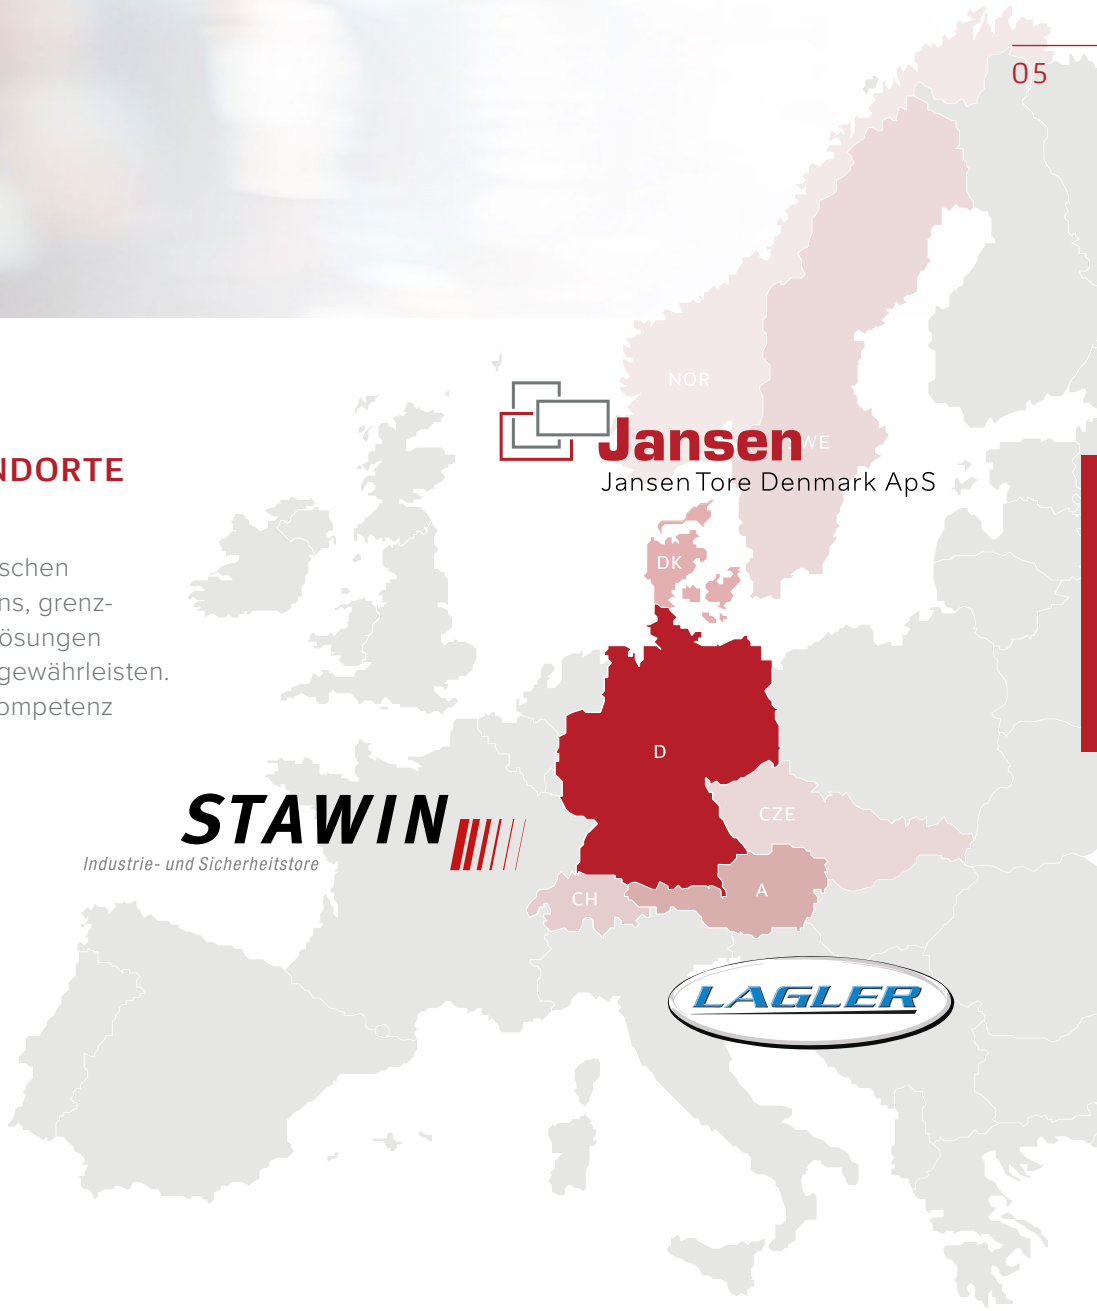 05
NOR
Jansen
WE
NDORTE
Jansen Tore Denmark ApS
DK
schen
ns, grenz-
ösungen
gewährleisten.
ompetenz
D
STAWIN
Industrie- und Sicherheitstore
CZE
A
CH
LAGLER